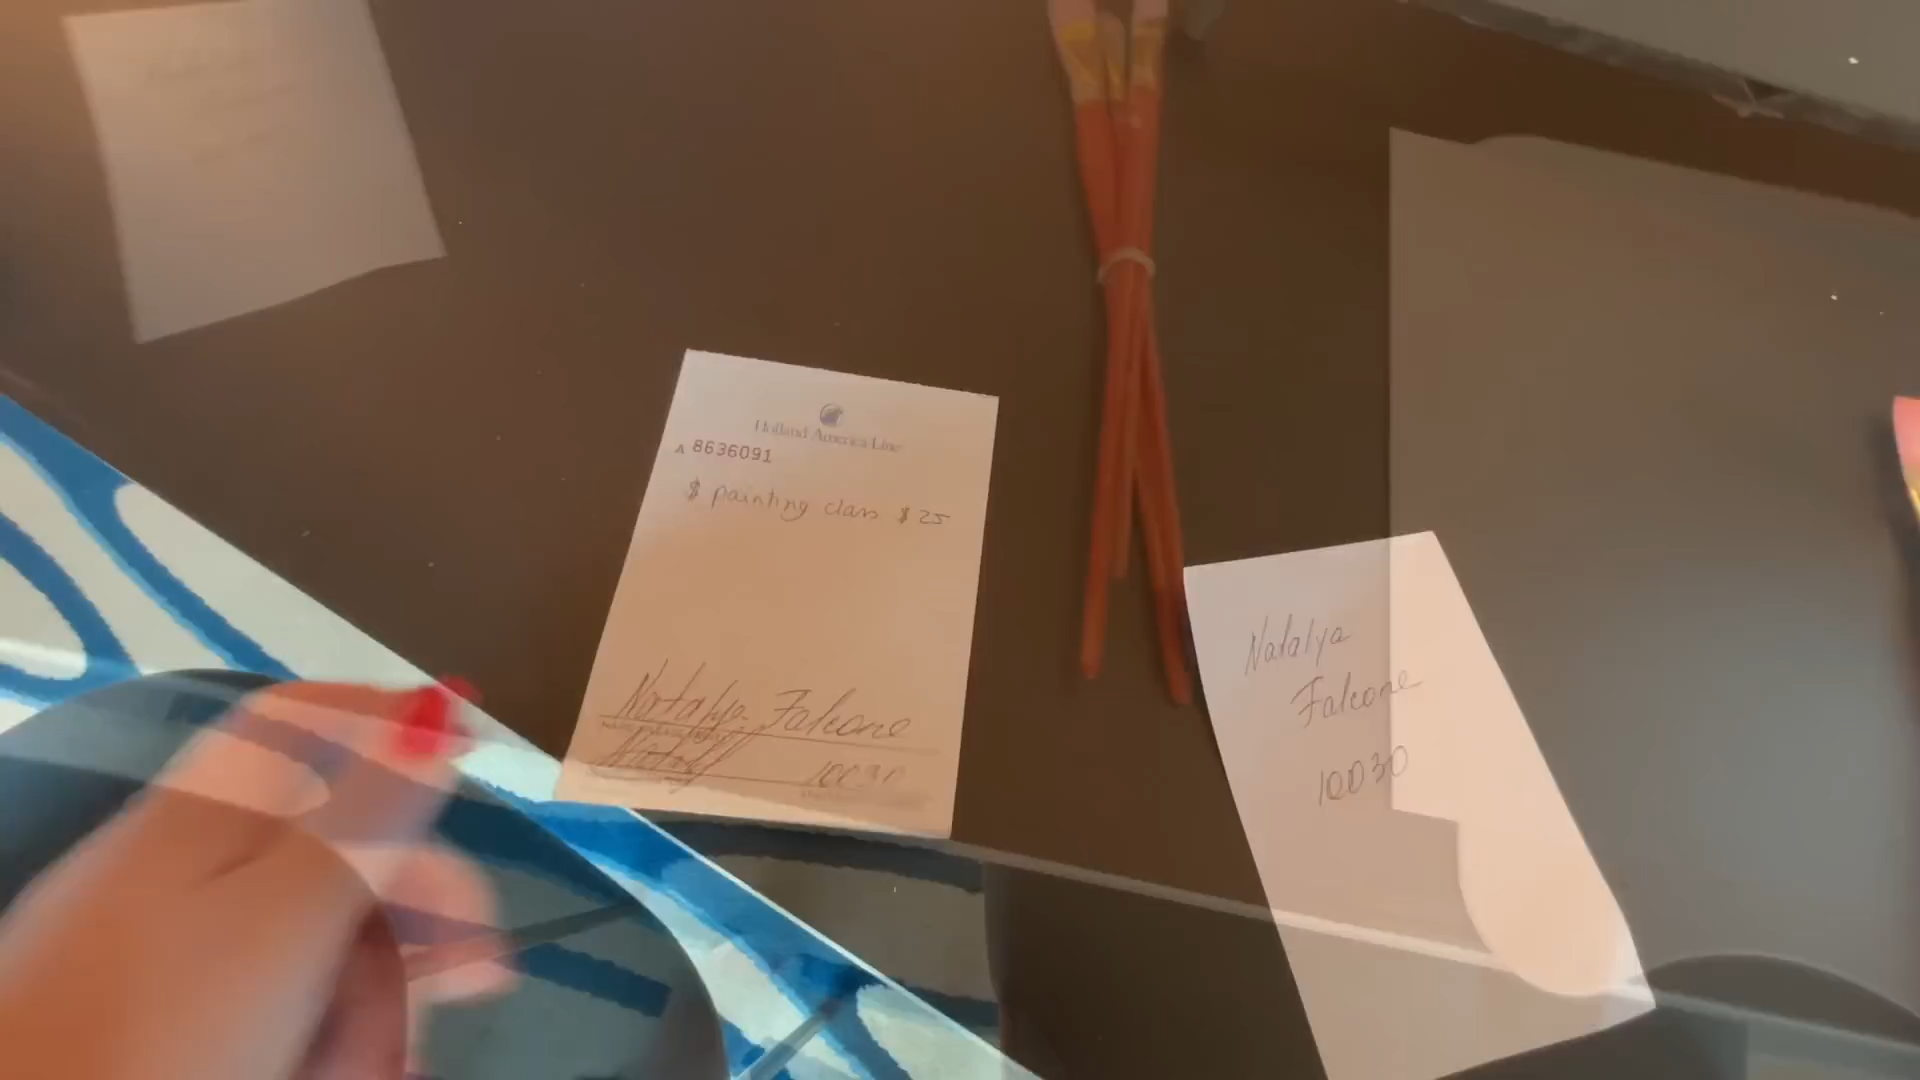 Holland America Line
A 8636091
$ painting class $25
Natalya Falcone
10030
Natalya
Falcone
10030